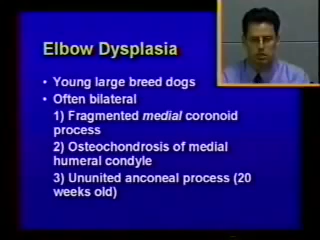 Elbow Dysplasia
• Young large breed dogs
• Often bilateral
1) Fragmented medial coronoid
process
2) Osteochondrosis of medial
humeral condyle
3) Ununited anconeal process (20
weeks old)